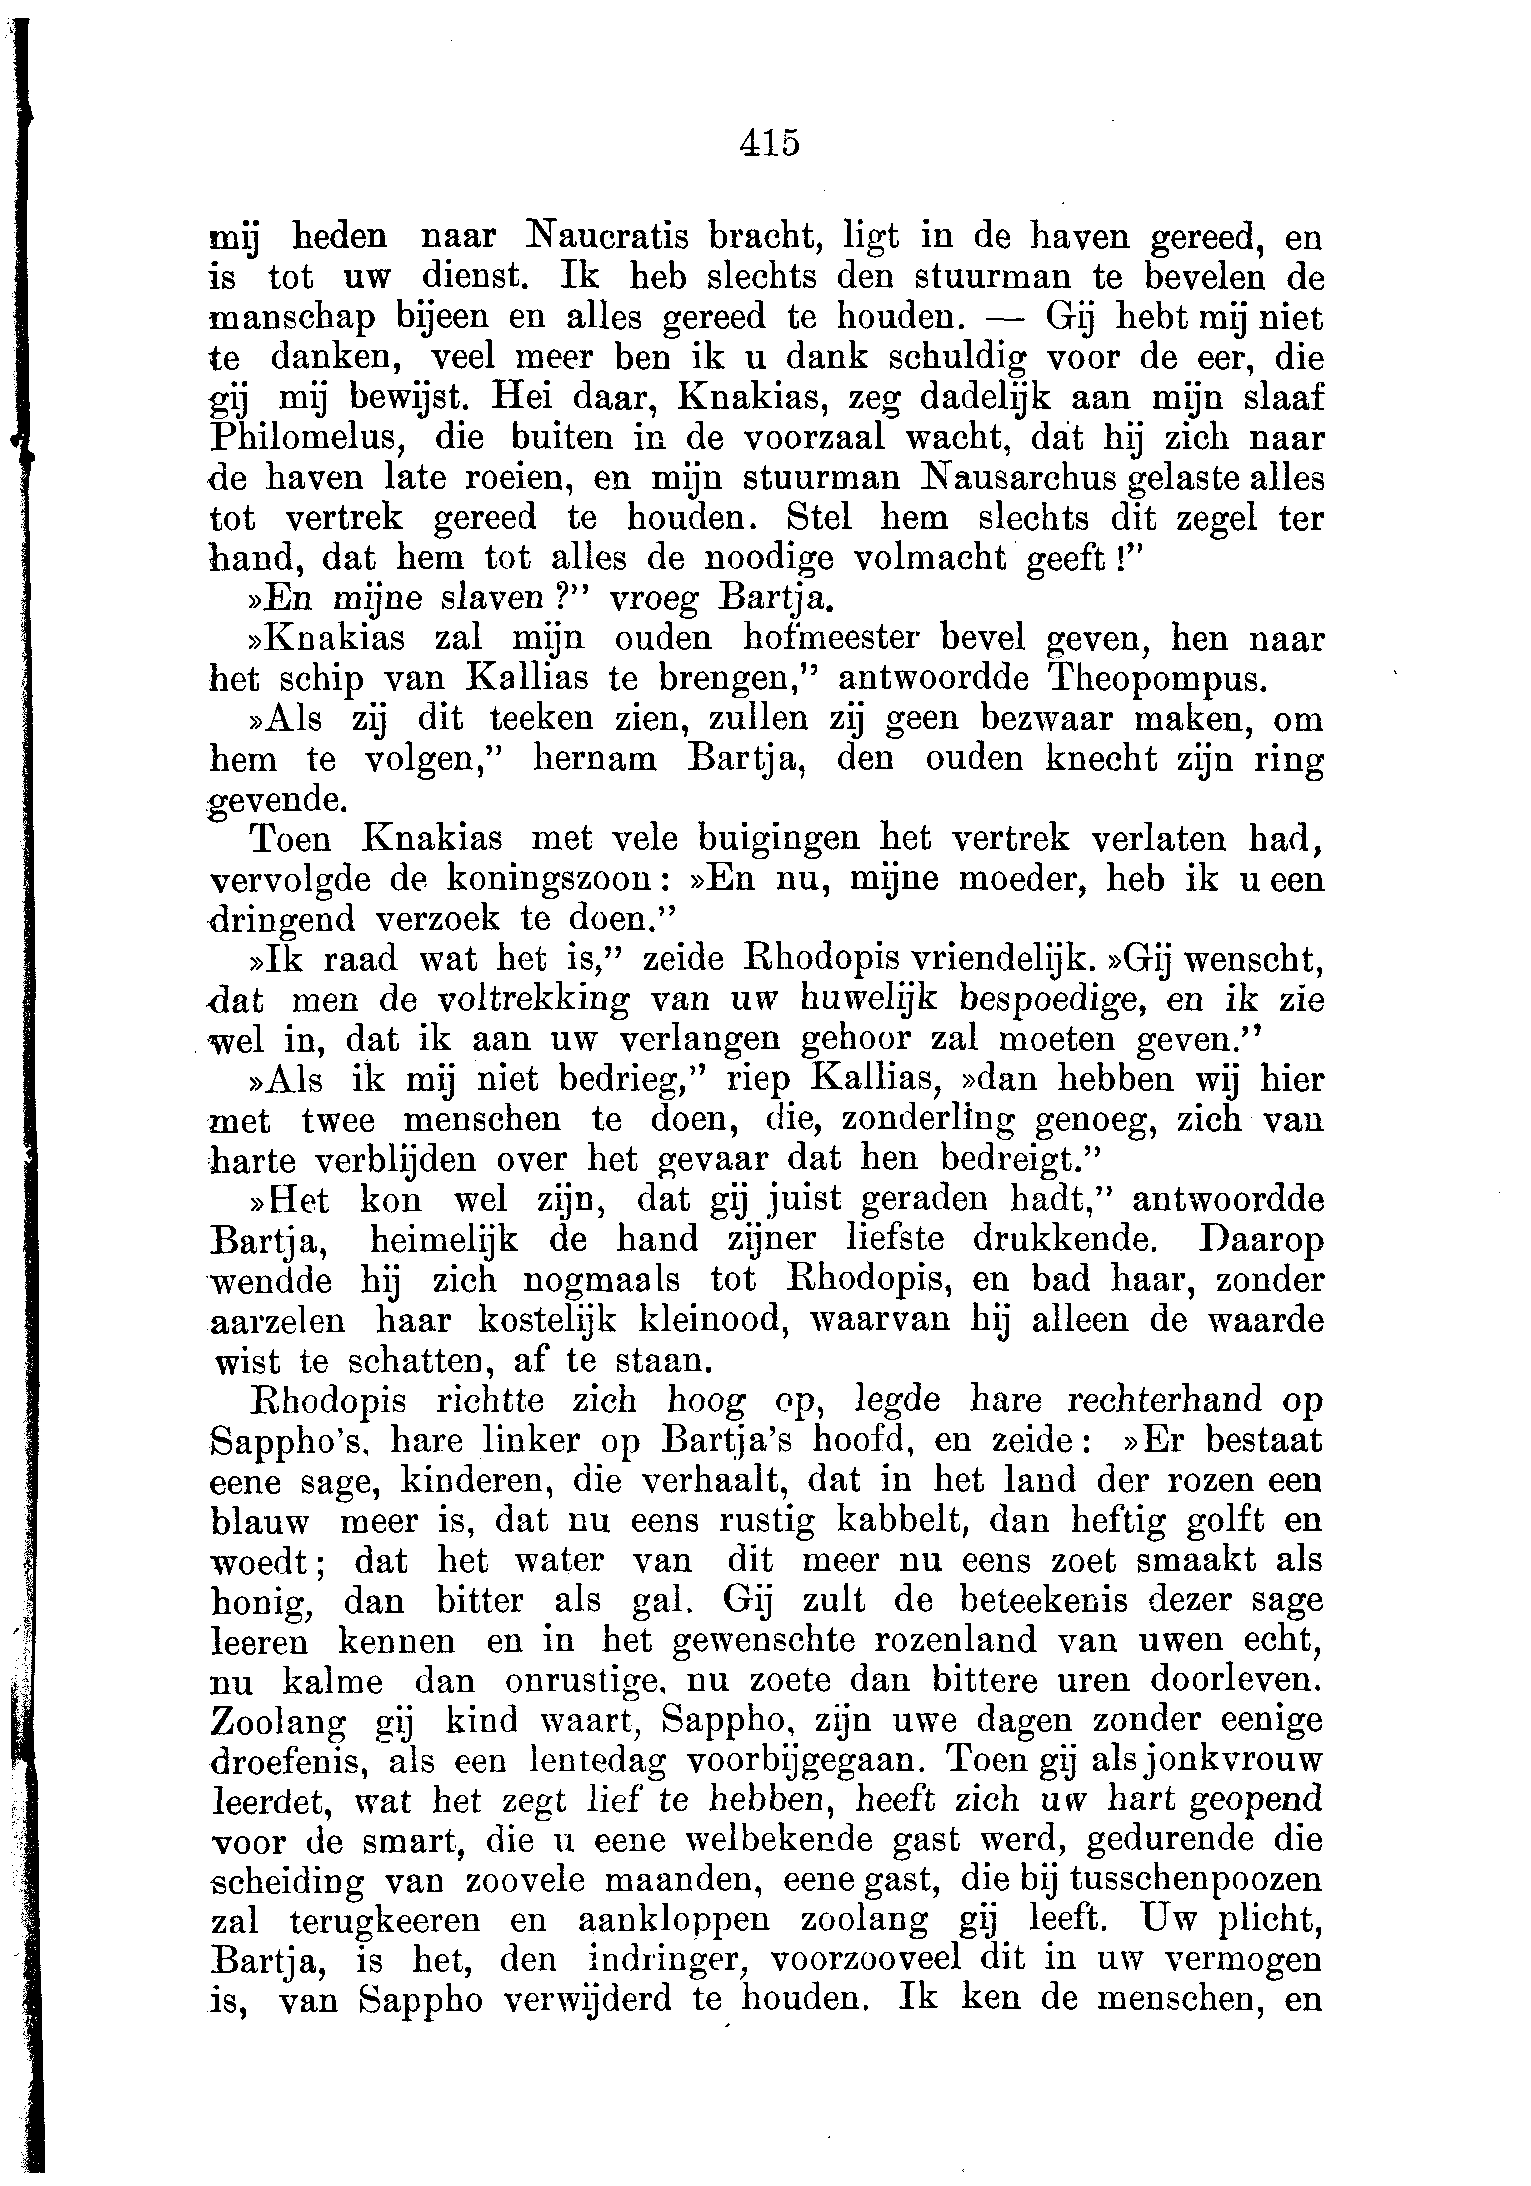 415
mij heden naar Naucratis bracht, ligt in de haven gereed, en
is tot uw dienst. Ik heb slechts den stuurman te bevelen de
manschap bijeen en alles gereed te houden. — Gij hebt mij niet
te danken, veel meer ben ik u dank schuldig voor de eer, die
gij mij bewijst. Hei daar, Knakias, zeg dadelijk aan mijn slaaf
Philomelus, die buiten in de voorzaal wacht, dat hij zich naar
de haven late roeien, en mijn stuurman Nausarchus gelaste alles
tot vertrek gereed te houden. Stel hem slechts dit zegel ter
hand, dat hem tot alles de noodige volmacht geeft!”
»En mijne slaven?” vroeg Bartja.
»Knakias zal mijn ouden hofmeester bevel geven, hen naar
het schip van Kallias te brengen,” antwoordde Theopompus.
»Als zij dit teeken zien, zullen zij geen bezwaar maken, om
hem te volgen,” hernam Bartja, den ouden knecht zijn ring
gevende.
Toen Knakias met vele buigingen het vertrek verlaten had,
vervolgde de koningszoon: »En nu, mijne moeder, heb ik u een
dringend verzoek te doen.”
»Ik raad wat het is,” zeide Rhodopis vriendelijk. »Gij wenscht,
dat men de voltrekking van uw huwelijk bespoedige, en ik zie
wel in, dat ik aan uw verlangen gehoor zal moeten geven.”
»Als ik mij niet bedrieg,” riep Kallias, »dan hebben wij hier
met twee menschen te doen, die, zonderling genoeg, zich van
harte verblijden over het gevaar dat hen bedreigt.”
»Het kon wel zijn, dat gij juist geraden hadt,” antwoordde
Bartja, heimelijk de hand zijner liefste drukkende. Daarop
wendde hij zich nogmaals tot Rhodopis, en bad haar, zonder
aarzelen haar kostelijk kleinood, waarvan hij alleen de waarde
wist te schatten, af te staan.
Rhodopis richtte zich hoog op, legde hare rechterhand op
Sappho’s, hare linker op Bartja’s hoofd, en zeide: »Er bestaat
eene sage, kinderen, die verhaalt, dat in het land der rozen een
blauw meer is, dat nu eens rustig kabbelt, dan heftig golft en
woedt; dat het water van dit meer nu eens zoet smaakt als
honig, dan bitter als gal. Gij zult de beteekenis dezer sage
leeren kennen en in het gewenschte rozenland van uwen echt,
nu kalme dan onrustige, nu zoete dan bittere uren doorleven.
Zoolang gij kind waart, Sappho, zijn uwe dagen zonder eenige
droefenis, als een lentedag voorbijgegaan. Toen gij als jonkvrouw
leerdet, wat het zegt lief te hebben, heeft zich uw hart geopend
voor de smart, die u eene welbekende gast werd, gedurende die
scheiding van zoovele maanden, eene gast, die bij tusschenpoozen
zal terugkeeren en aankloppen zoolang gij leeft. Uw plicht,
Bartja, is het, den indringer, voorzooveel dit in uw vermogen
is, van Sappho verwijderd te houden. Ik ken de menschen, en